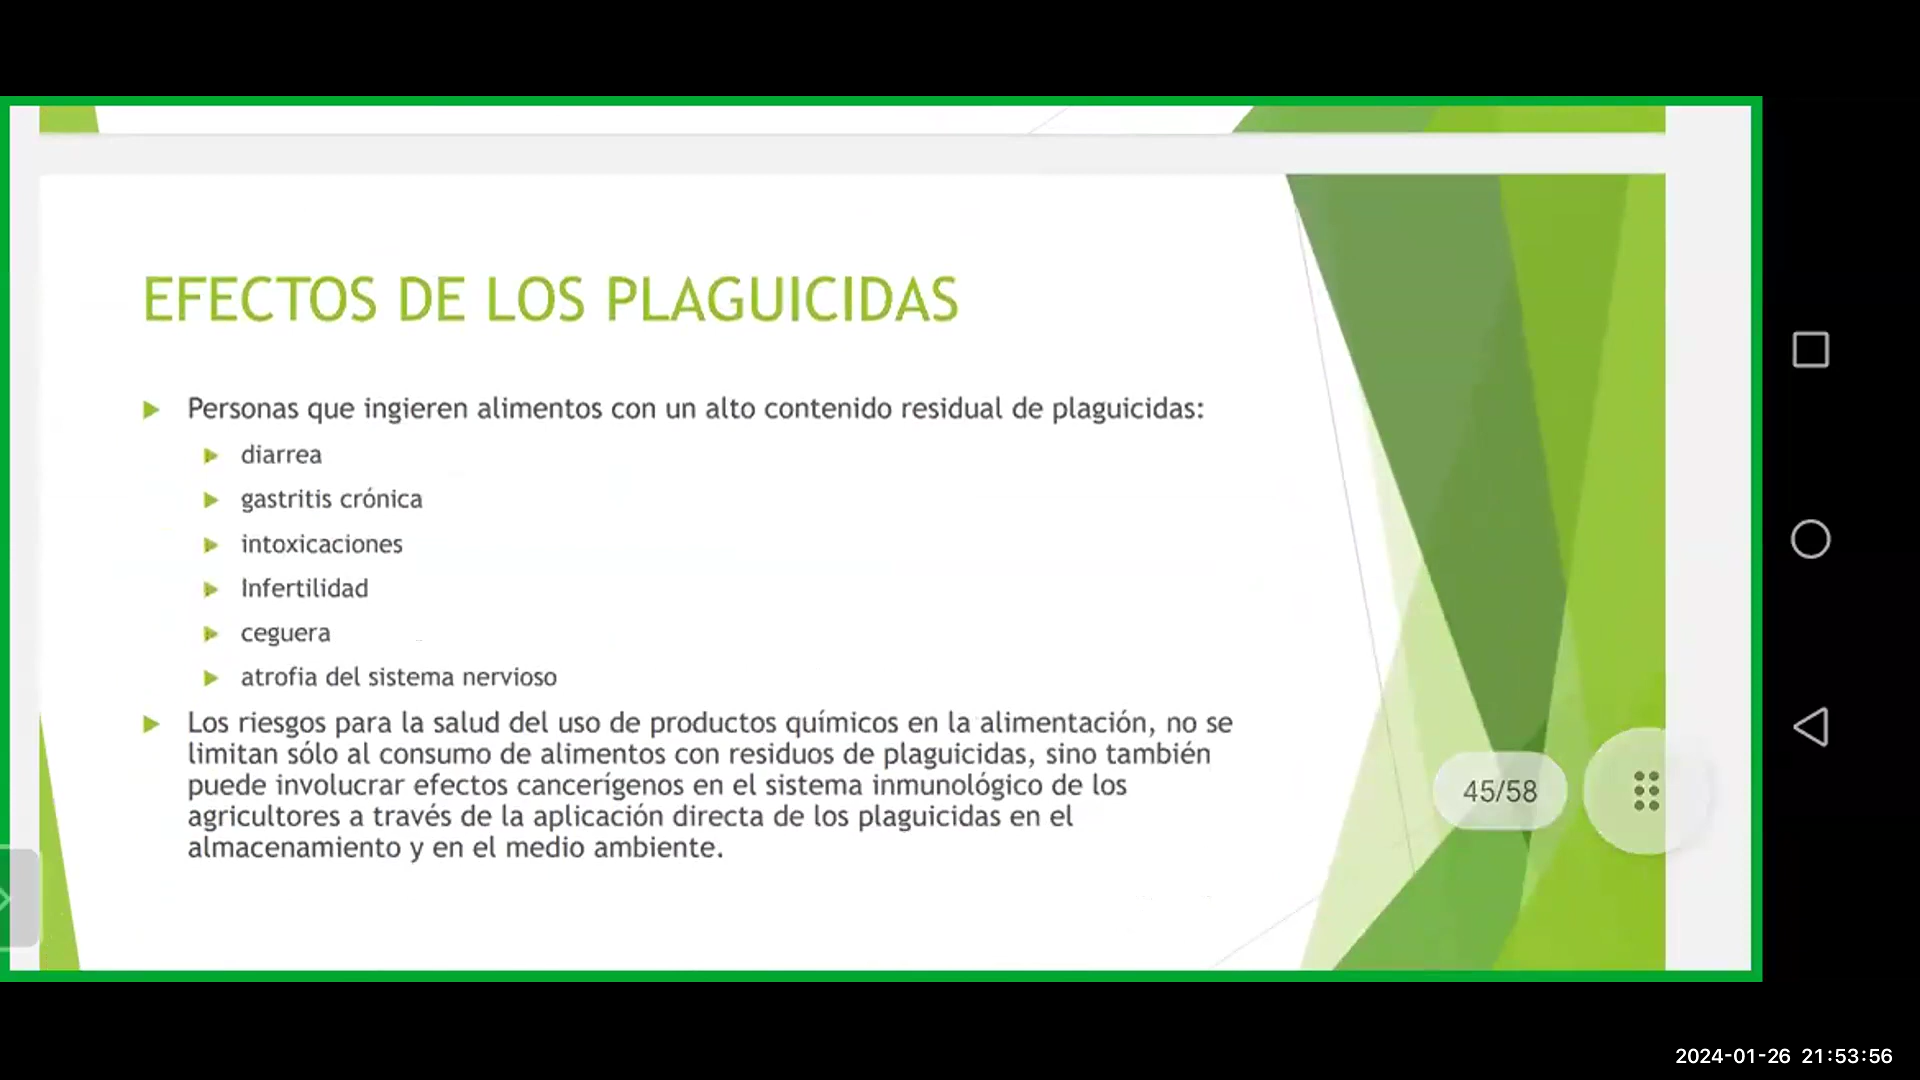 EFECTOS DE LOS PLAGUICIDAS
Personas que ingieren alimentos con un alto contenido residual de plaguicidas:
diarrea
gastritis crónica
intoxicaciones
Infertilidad
ceguera
atrofia del sistema nervioso
Los riesgos para la salud del uso de productos químicos en la alimentación, no se
limitan sólo al consumo de alimentos con residuos de plaguicidas, sino también
puede involucrar efectos cancerígenos en el sistema inmunológico de los
agricultores a través de la aplicación directa de los plaguicidas en el
almacenamiento y en el medio ambiente.
45/58
2024-01-26 21:53:56